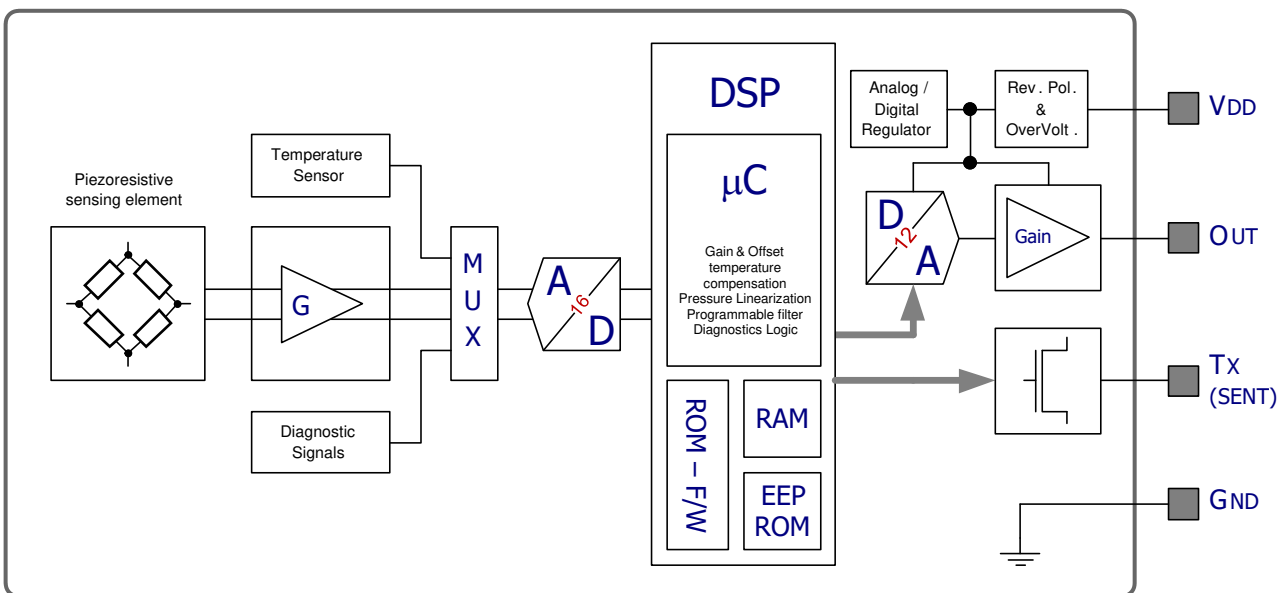 Piezoresistive
sensing element
Temperature
Sensor
G
Diagnostic
Signals
M
U
X
A
16
D
DSP
μC
Gain & Offset
temperature
compensation
Pressure Linearization
Programmable filter
Diagnostics Logic
ROM – F/W
RAM
EEP
ROM
Analog /
Digital
Regulator
Rev. Pol.
&
OverVolt .
D
12
A
Gain
VDD
OUT
TX
(SENT)
GND